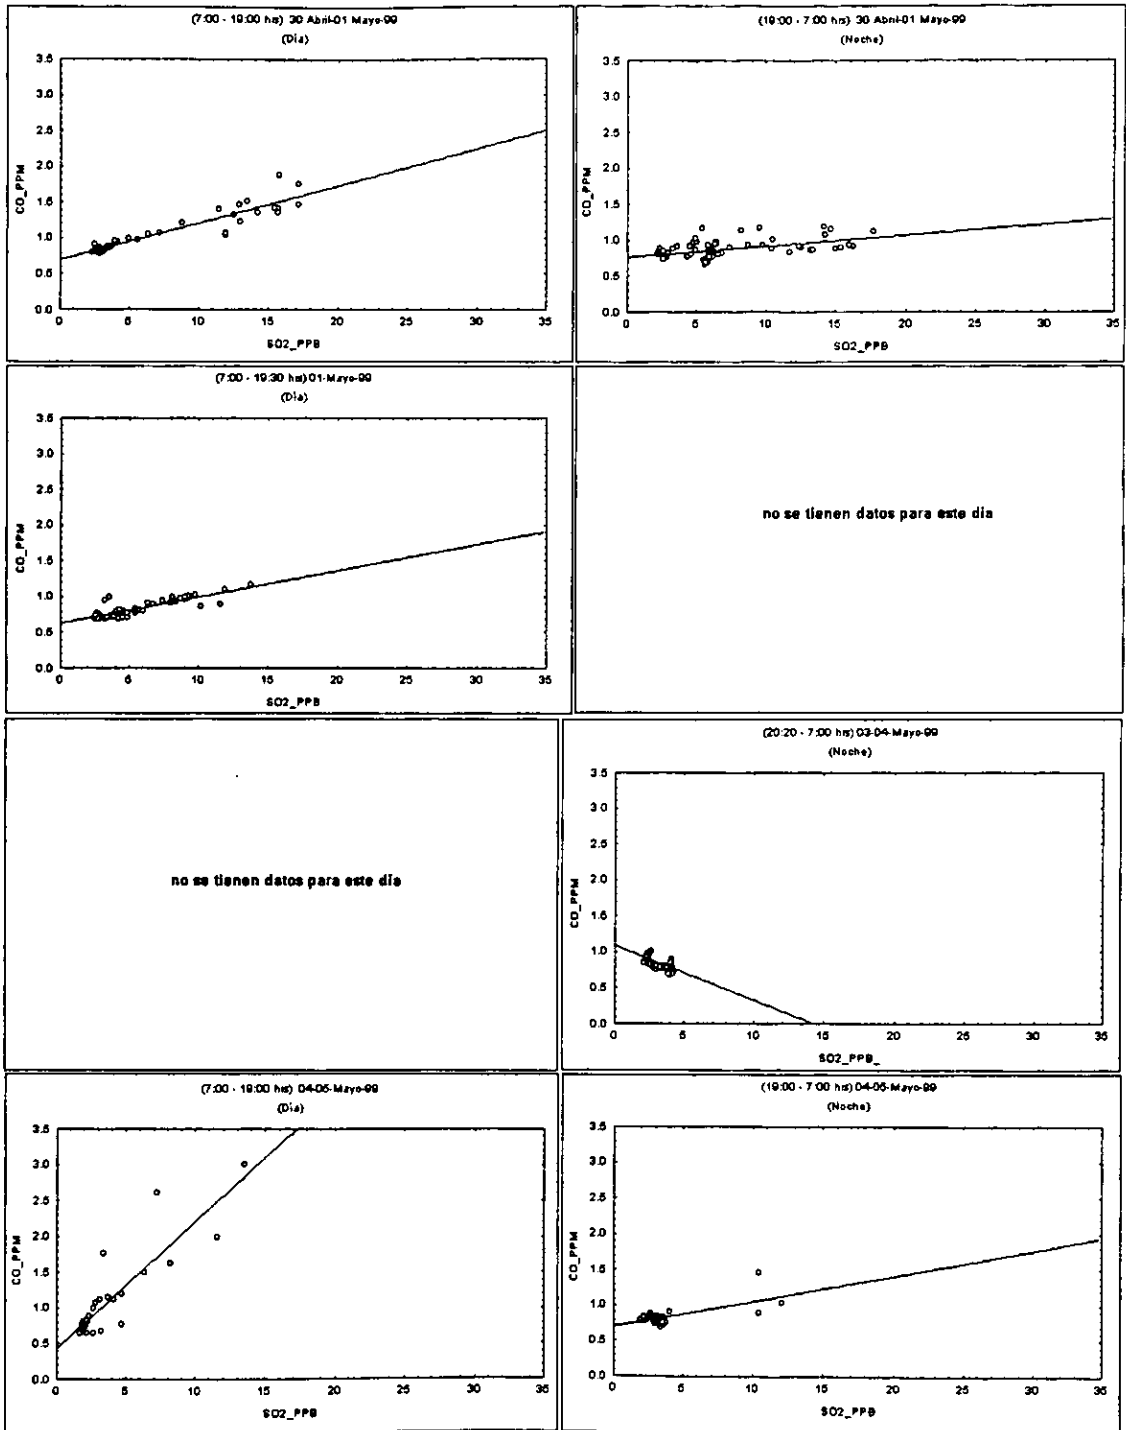 (7:00 - 19:00 hrs) 30 Abril-01 Mayo-99
(Día)
3.5
3.0
2.5
2.0
1.5
1.0
0.5
0.0
CO_PPM
0 5 10 15 20 25 30 35
SO2_PPB
(19:00 - 7:00 hrs) 30 Abril-01 Mayo-99
(Noche)
3.5
3.0
2.5
2.0
1.5
1.0
0.5
0.0
CO_PPM
0 5 10 15 20 25 30 35
SO2_PPB
(7:00 - 19:30 hrs) 01-Mayo-99
(Día)
3.5
3.0
2.5
2.0
1.5
1.0
0.5
0.0
CO_PPM
0 5 10 15 20 25 30 35
SO2_PPB
no se tienen datos para este día
no se tienen datos para este día
(20:20 - 7:00 hrs) 03-04-Mayo-99
(Noche)
3.5
3.0
2.5
2.0
1.5
1.0
0.5
0.0
CO_PPM
0 5 10 15 20 25 30 35
SO2_PPB_
(7:00 - 19:00 hrs) 04-05-Mayo-99
(Día)
3.5
3.0
2.5
2.0
1.5
1.0
0.5
0.0
CO_PPM
0 5 10 15 20 25 30 35
SO2_PPB
(19:00 - 7:00 hrs) 04-05-Mayo-99
(Noche)
3.5
3.0
2.5
2.0
1.5
1.0
0.5
0.0
CO_PPM
0 5 10 15 20 25 30 35
SO2_PPB